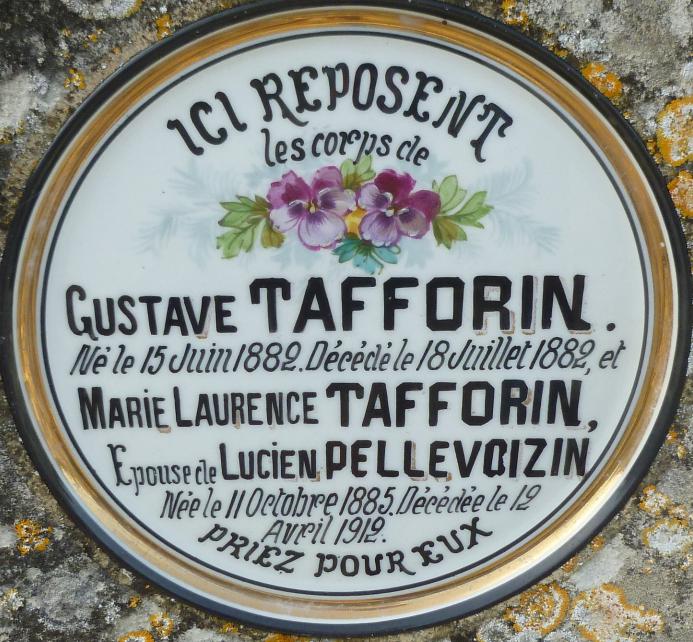 ICI REPOSENT
les corps de
GUSTAVE TAFFORIN.
Né le 15 Juin 1882. Décédé le 18 Juillet 1882, et
MARIE LAURENCE TAFFORIN,
Epouse de LUCIEN PELLEVOIZIN
Née le 11 Octobre 1885. Décédée le 12
Avril 1912.
PRIEZ POUR EUX